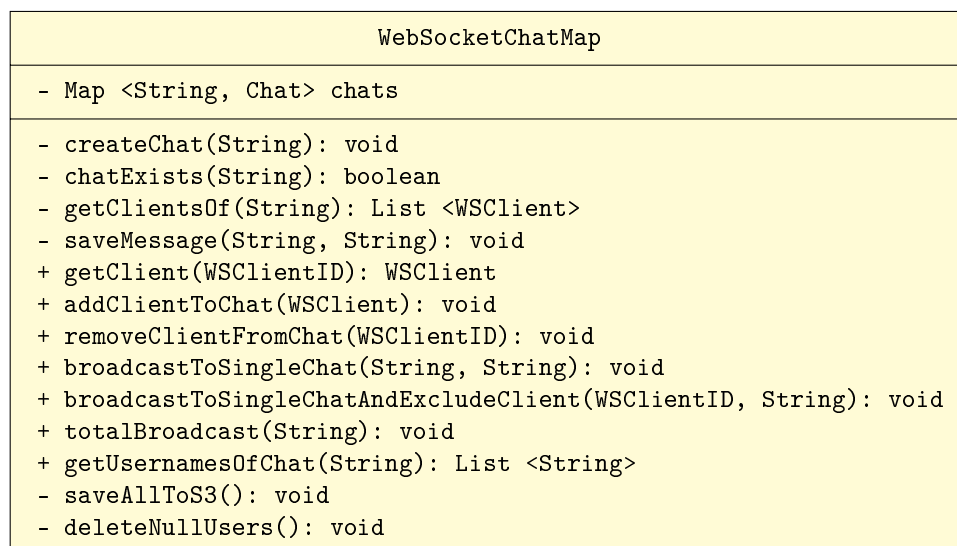 WebSocketChatMap
- Map <String, Chat> chats
- createChat(String): void
- chatExists(String): boolean
- getClientsOf(String): List <WSClient>
- saveMessage(String, String): void
+ getClient(WSClientID): WSClient
+ addClientToChat(WSClient): void
+ removeClientFromChat(WSClientID): void
+ broadcastToSingleChat(String, String): void
+ broadcastToSingleChatAndExcludeClient(WSClientID, String): void
+ totalBroadcast(String): void
+ getUsernamesOfChat(String): List <String>
- saveAllToS3(): void
- deleteNullUsers(): void